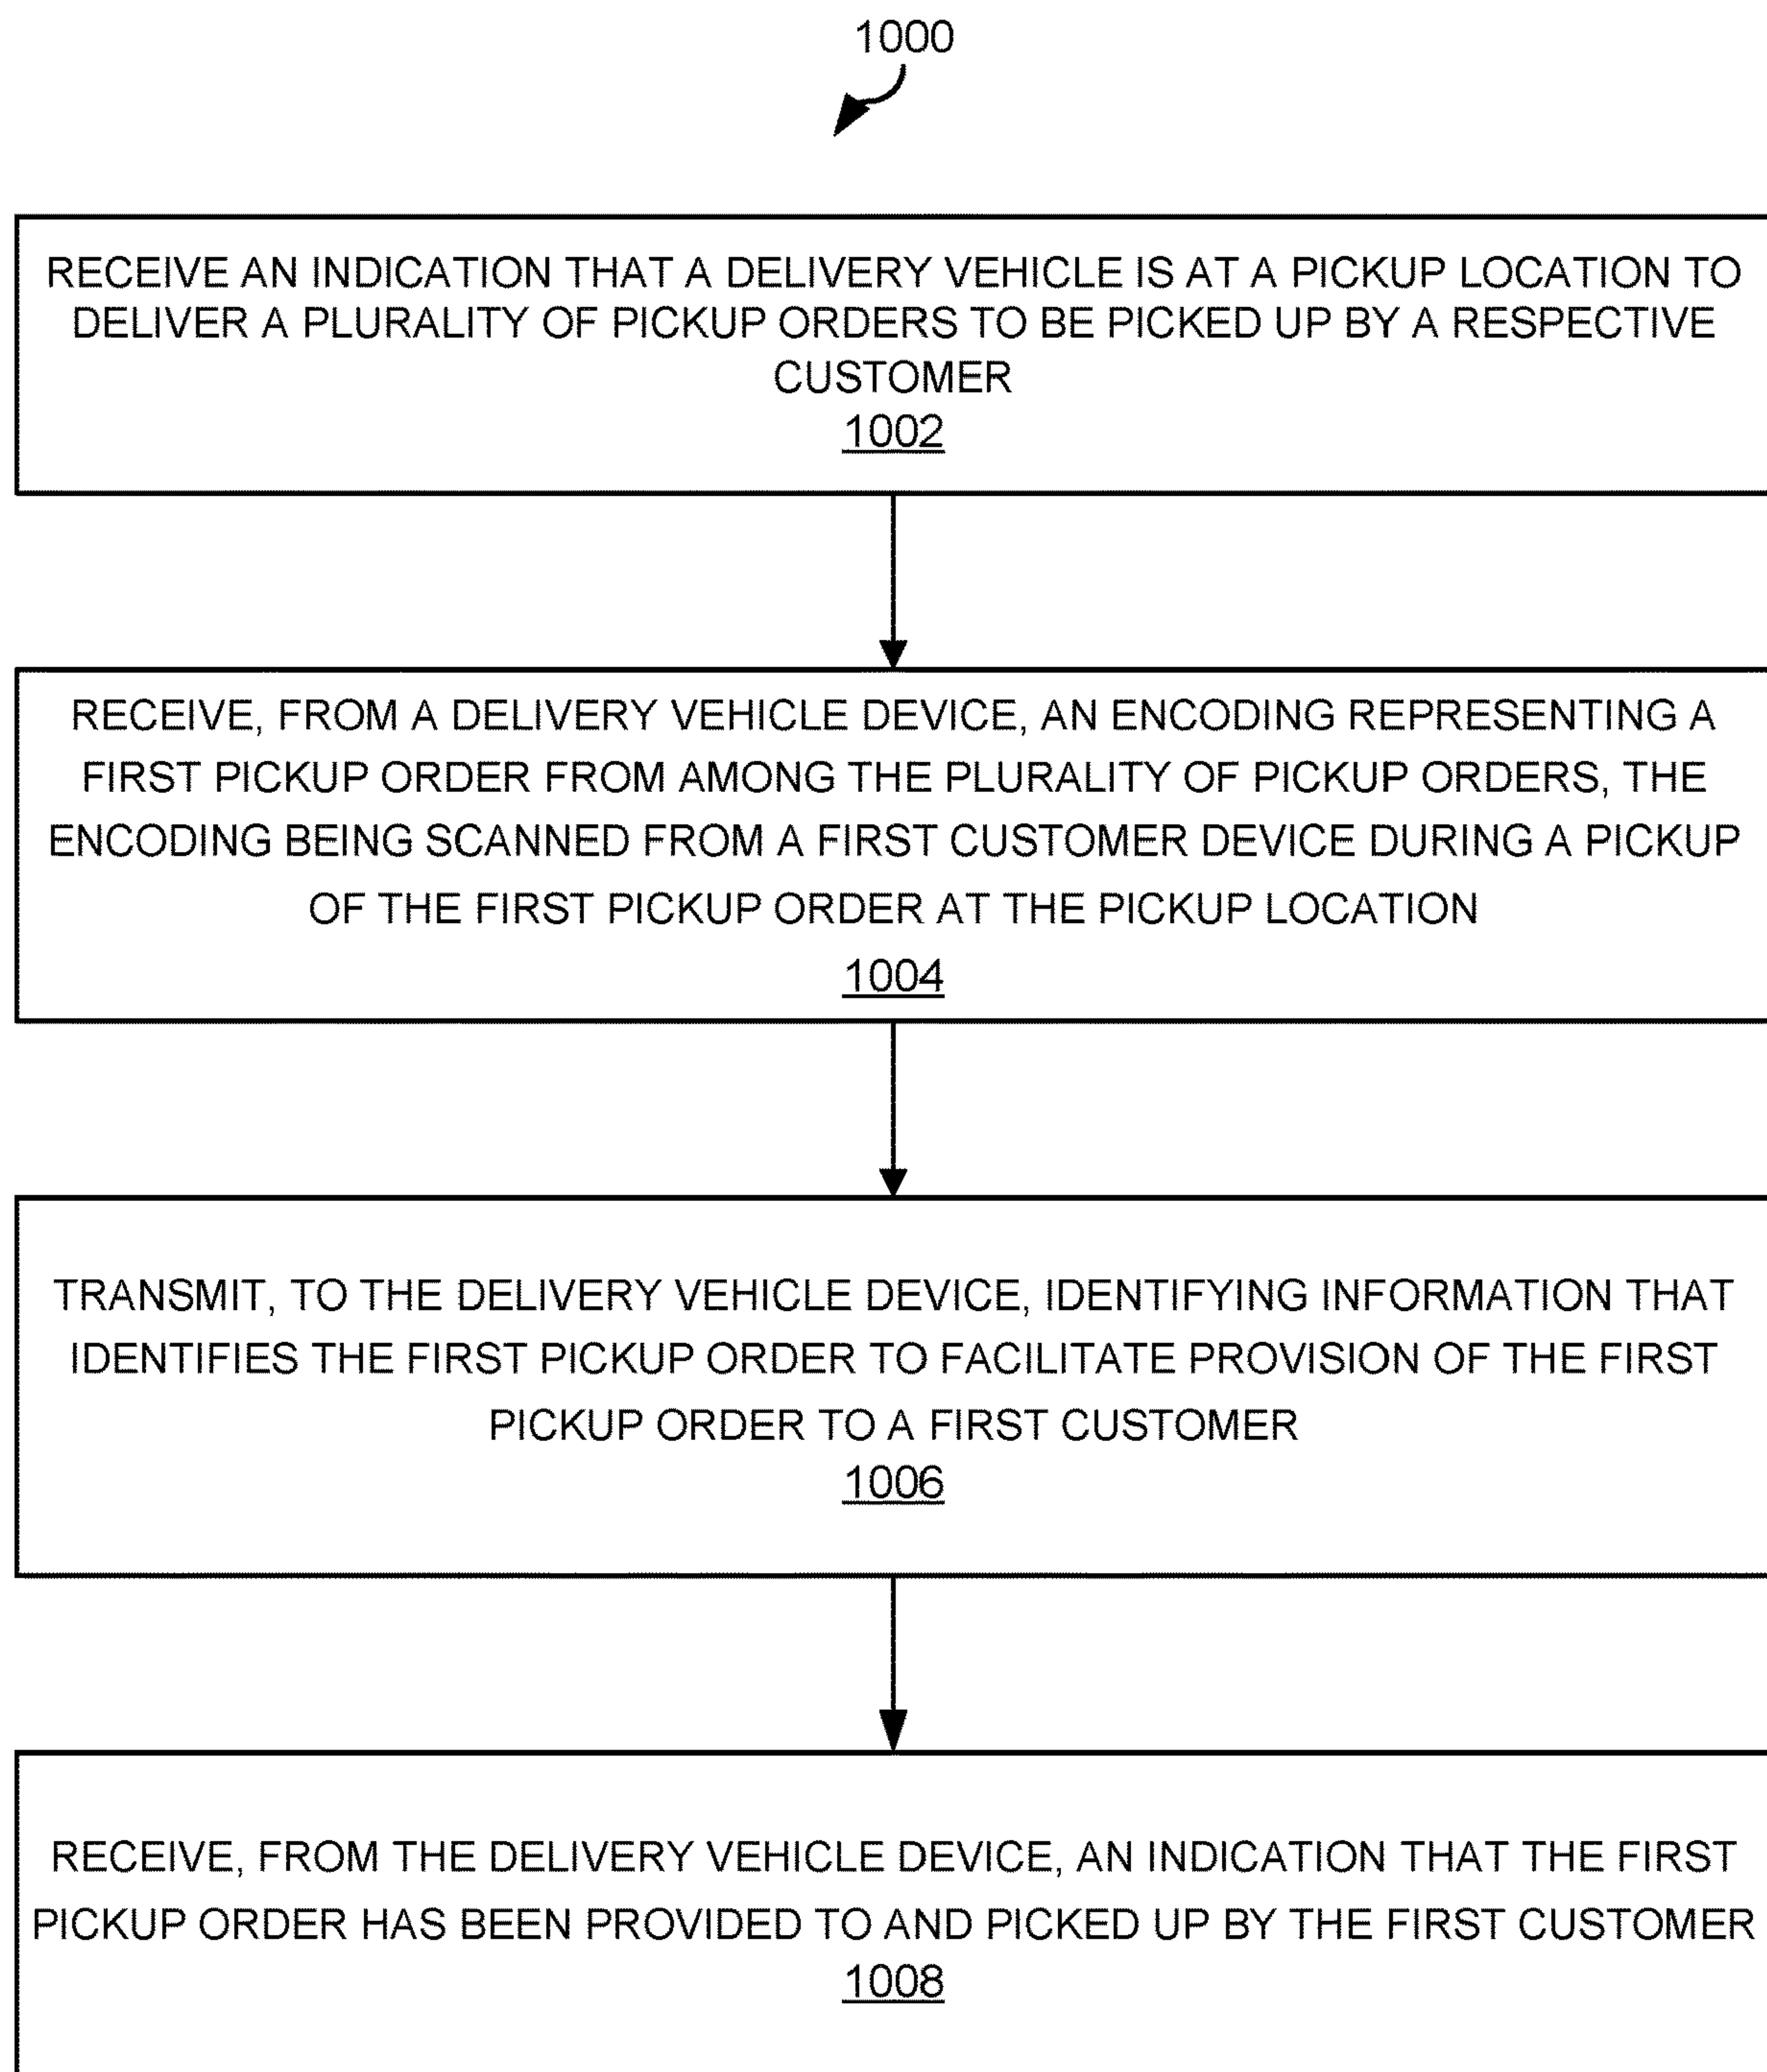 1000
RECEIVE AN INDICATION THAT A DELIVERY VEHICLE IS AT A PICKUP LOCATION TO
DELIVER A PLURALITY OF PICKUP ORDERS TO BE PICKED UP BY A RESPECTIVE
CUSTOMER
1002
RECEIVE, FROM A DELIVERY VEHICLE DEVICE, AN ENCODING REPRESENTING A
FIRST PICKUP ORDER FROM AMONG THE PLURALITY OF PICKUP ORDERS, THE
ENCODING BEING SCANNED FROM A FIRST CUSTOMER DEVICE DURING A PICKUP
OF THE FIRST PICKUP ORDER AT THE PICKUP LOCATION
1004
TRANSMIT, TO THE DELIVERY VEHICLE DEVICE, IDENTIFYING INFORMATION THAT
IDENTIFIES THE FIRST PICKUP ORDER TO FACILITATE PROVISION OF THE FIRST
PICKUP ORDER TO A FIRST CUSTOMER
1006
RECEIVE, FROM THE DELIVERY VEHICLE DEVICE, AN INDICATION THAT THE FIRST
PICKUP ORDER HAS BEEN PROVIDED TO AND PICKED UP BY THE FIRST CUSTOMER
1008